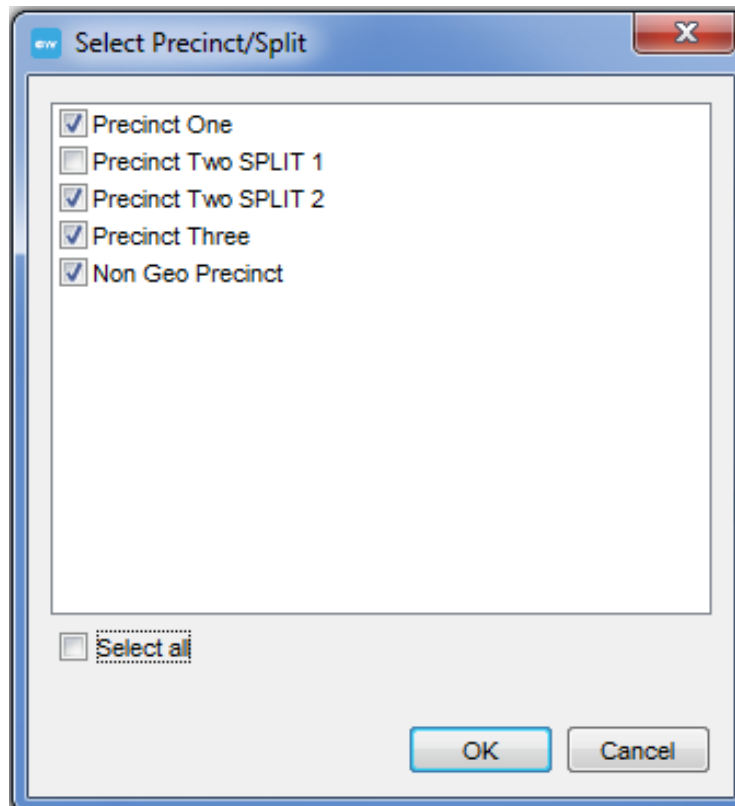 ew Select Precinct/Split X
Precinct One
Precinct Two SPLIT 1
Precinct Two SPLIT 2
Precinct Three
Non Geo Precinct
Select all
OK Cancel